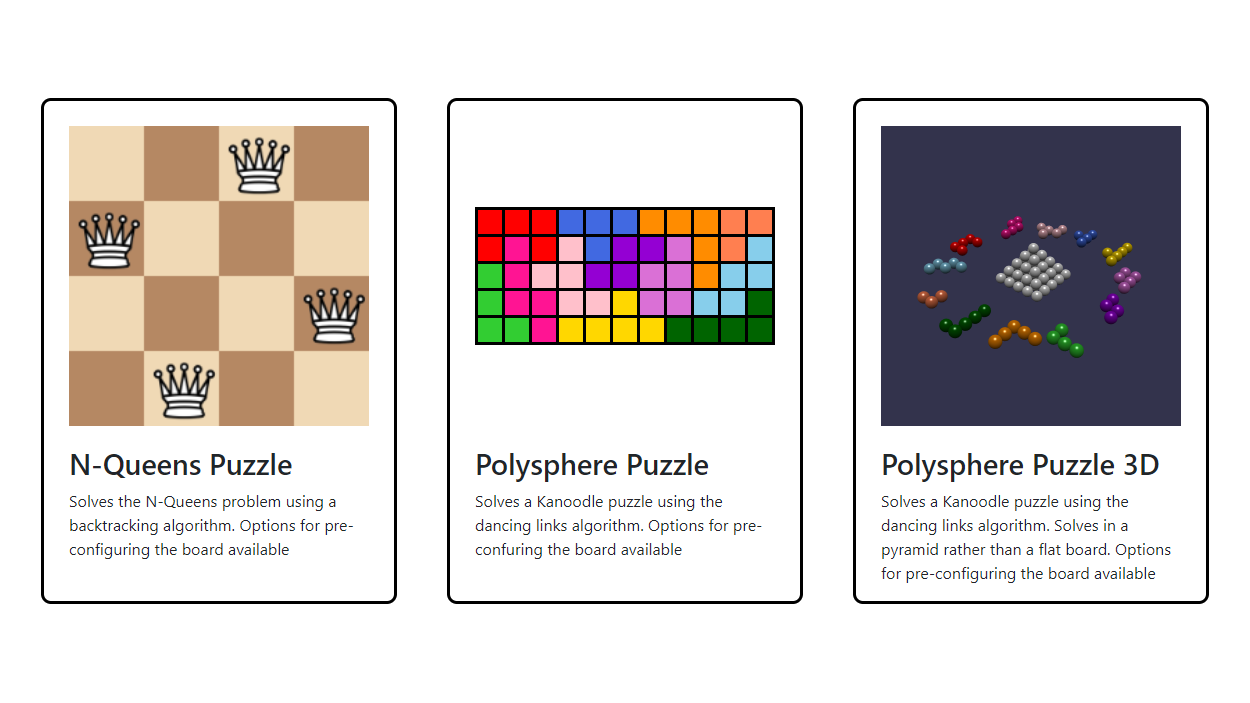 N-Queens Puzzle
Solves the N-Queens problem using a
backtracking algorithm. Options for pre-
configuring the board available
Polysphere Puzzle
Solves a Kanoodle puzzle using the
dancing links algorithm. Options for pre-
confuring the board available
Polysphere Puzzle 3D
Solves a Kanoodle puzzle using the
dancing links algorithm. Solves in a
pyramid rather than a flat board. Options
for pre-configuring the board available